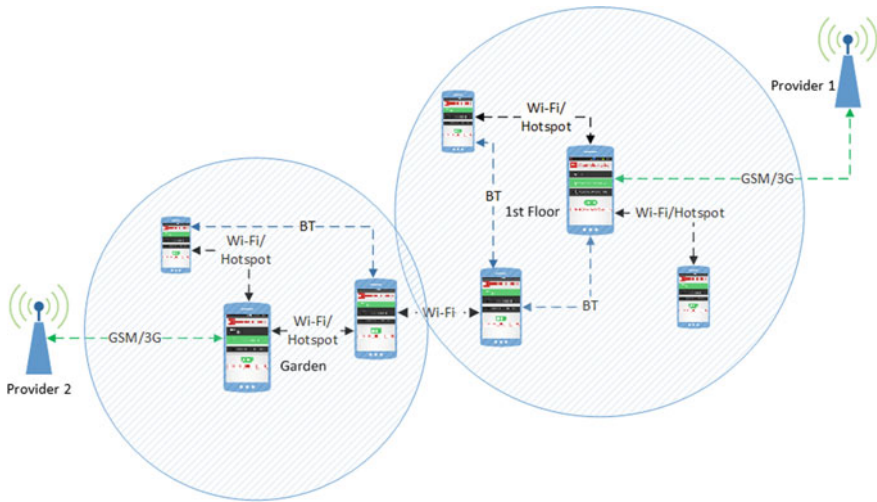 Provider 1
Wi-Fi/
Hotspot
GSM/3G
BT
1st Floor
Wi-Fi/Hotspot
BT
Wi-Fi/
Hotspot
BT
Wi-Fi/
Hotspot
Wi-Fi
GSM/3G
Garden
Provider 2